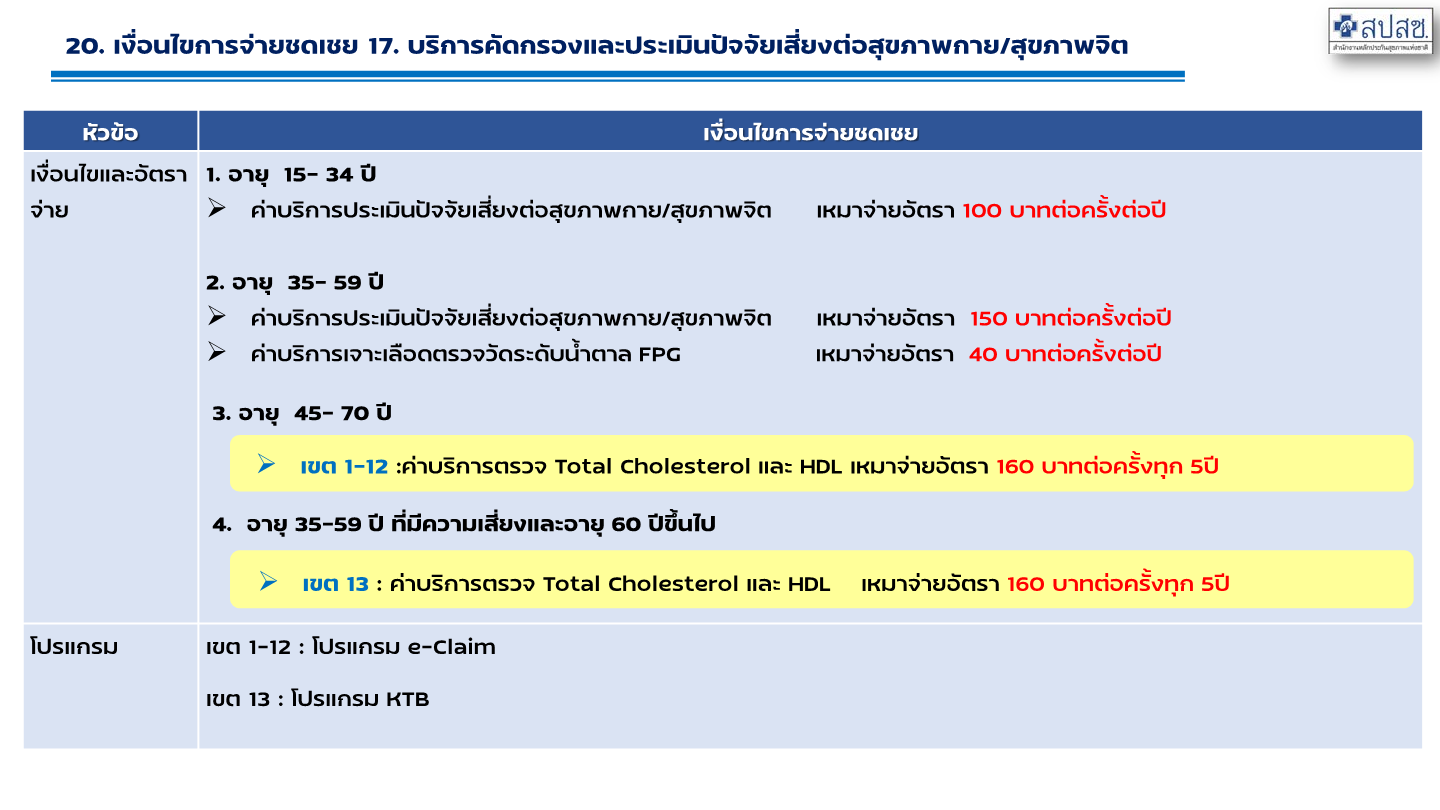 20. เงื่อนไขการจ่ายชดเชย 17. บริการคัดกรองและประเมินปัจจัยเสี่ยงต่อสุขภาพกาย/สุขภาพจิต
สปสช.
สำนักงานหลักประกันสุขภาพแห่งชาติ
หัวข้อ เงื่อนไขการจ่ายชดเชย
เงื่อนไขและอัตรา
จ่าย
1. อายุ 15- 34 ปี
➢ ค่าบริการประเมินปัจจัยเสี่ยงต่อสุขภาพกาย/สุขภาพจิต เหมาจ่ายอัตรา 100 บาทต่อครั้งต่อปี
2. อายุ 35- 59 ปี
➢ ค่าบริการประเมินปัจจัยเสี่ยงต่อสุขภาพกาย/สุขภาพจิต เหมาจ่ายอัตรา 150 บาทต่อครั้งต่อปี
➢ ค่าบริการเจาะเลือดตรวจวัดระดับน้ำตาล FPG เหมาจ่ายอัตรา 40 บาทต่อครั้งต่อปี
3. อายุ 45- 70 ปี
➢ เขต 1-12 :ค่าบริการตรวจ Total Cholesterol และ HDL เหมาจ่ายอัตรา 160 บาทต่อครั้งทุก 5ปี
4. อายุ 35-59 ปี ที่มีความเสี่ยงและอายุ 60 ปีขึ้นไป
➢ เขต 13 : ค่าบริการตรวจ Total Cholesterol และ HDL เหมาจ่ายอัตรา 160 บาทต่อครั้งทุก 5ปี
โปรแกรม
เขต 1-12 : โปรแกรม e-Claim
เขต 13 : โปรแกรม KTB